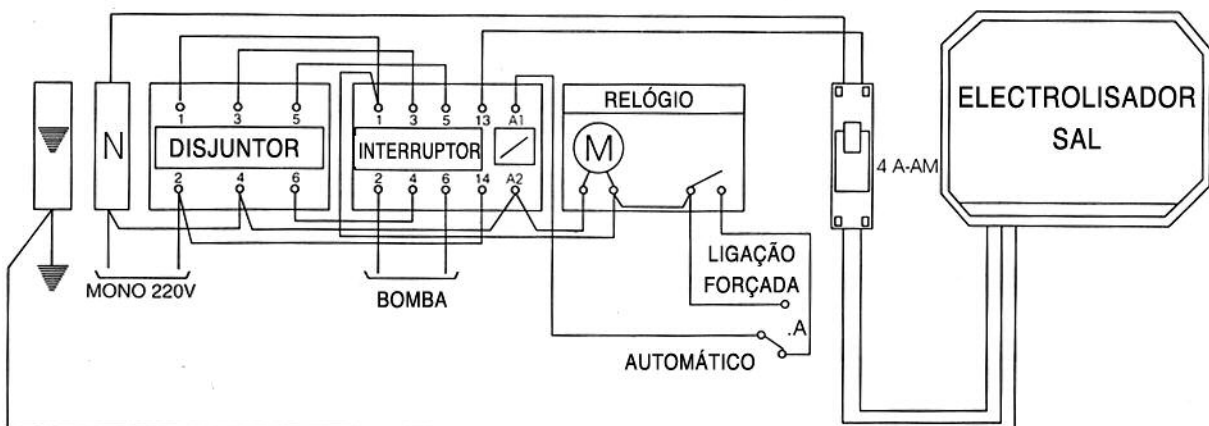 1 3 5
1 3 5 13 A1
RELÓGIO
ELECTROLISADOR
SAL
N
DISJUNTOR
INTERRUPTOR
M
4 A-AM
2 4 6
2 4 6 14 A2
MONO 220V
BOMBA
LIGAÇÃO
FORÇADA
.A
AUTOMÁTICO